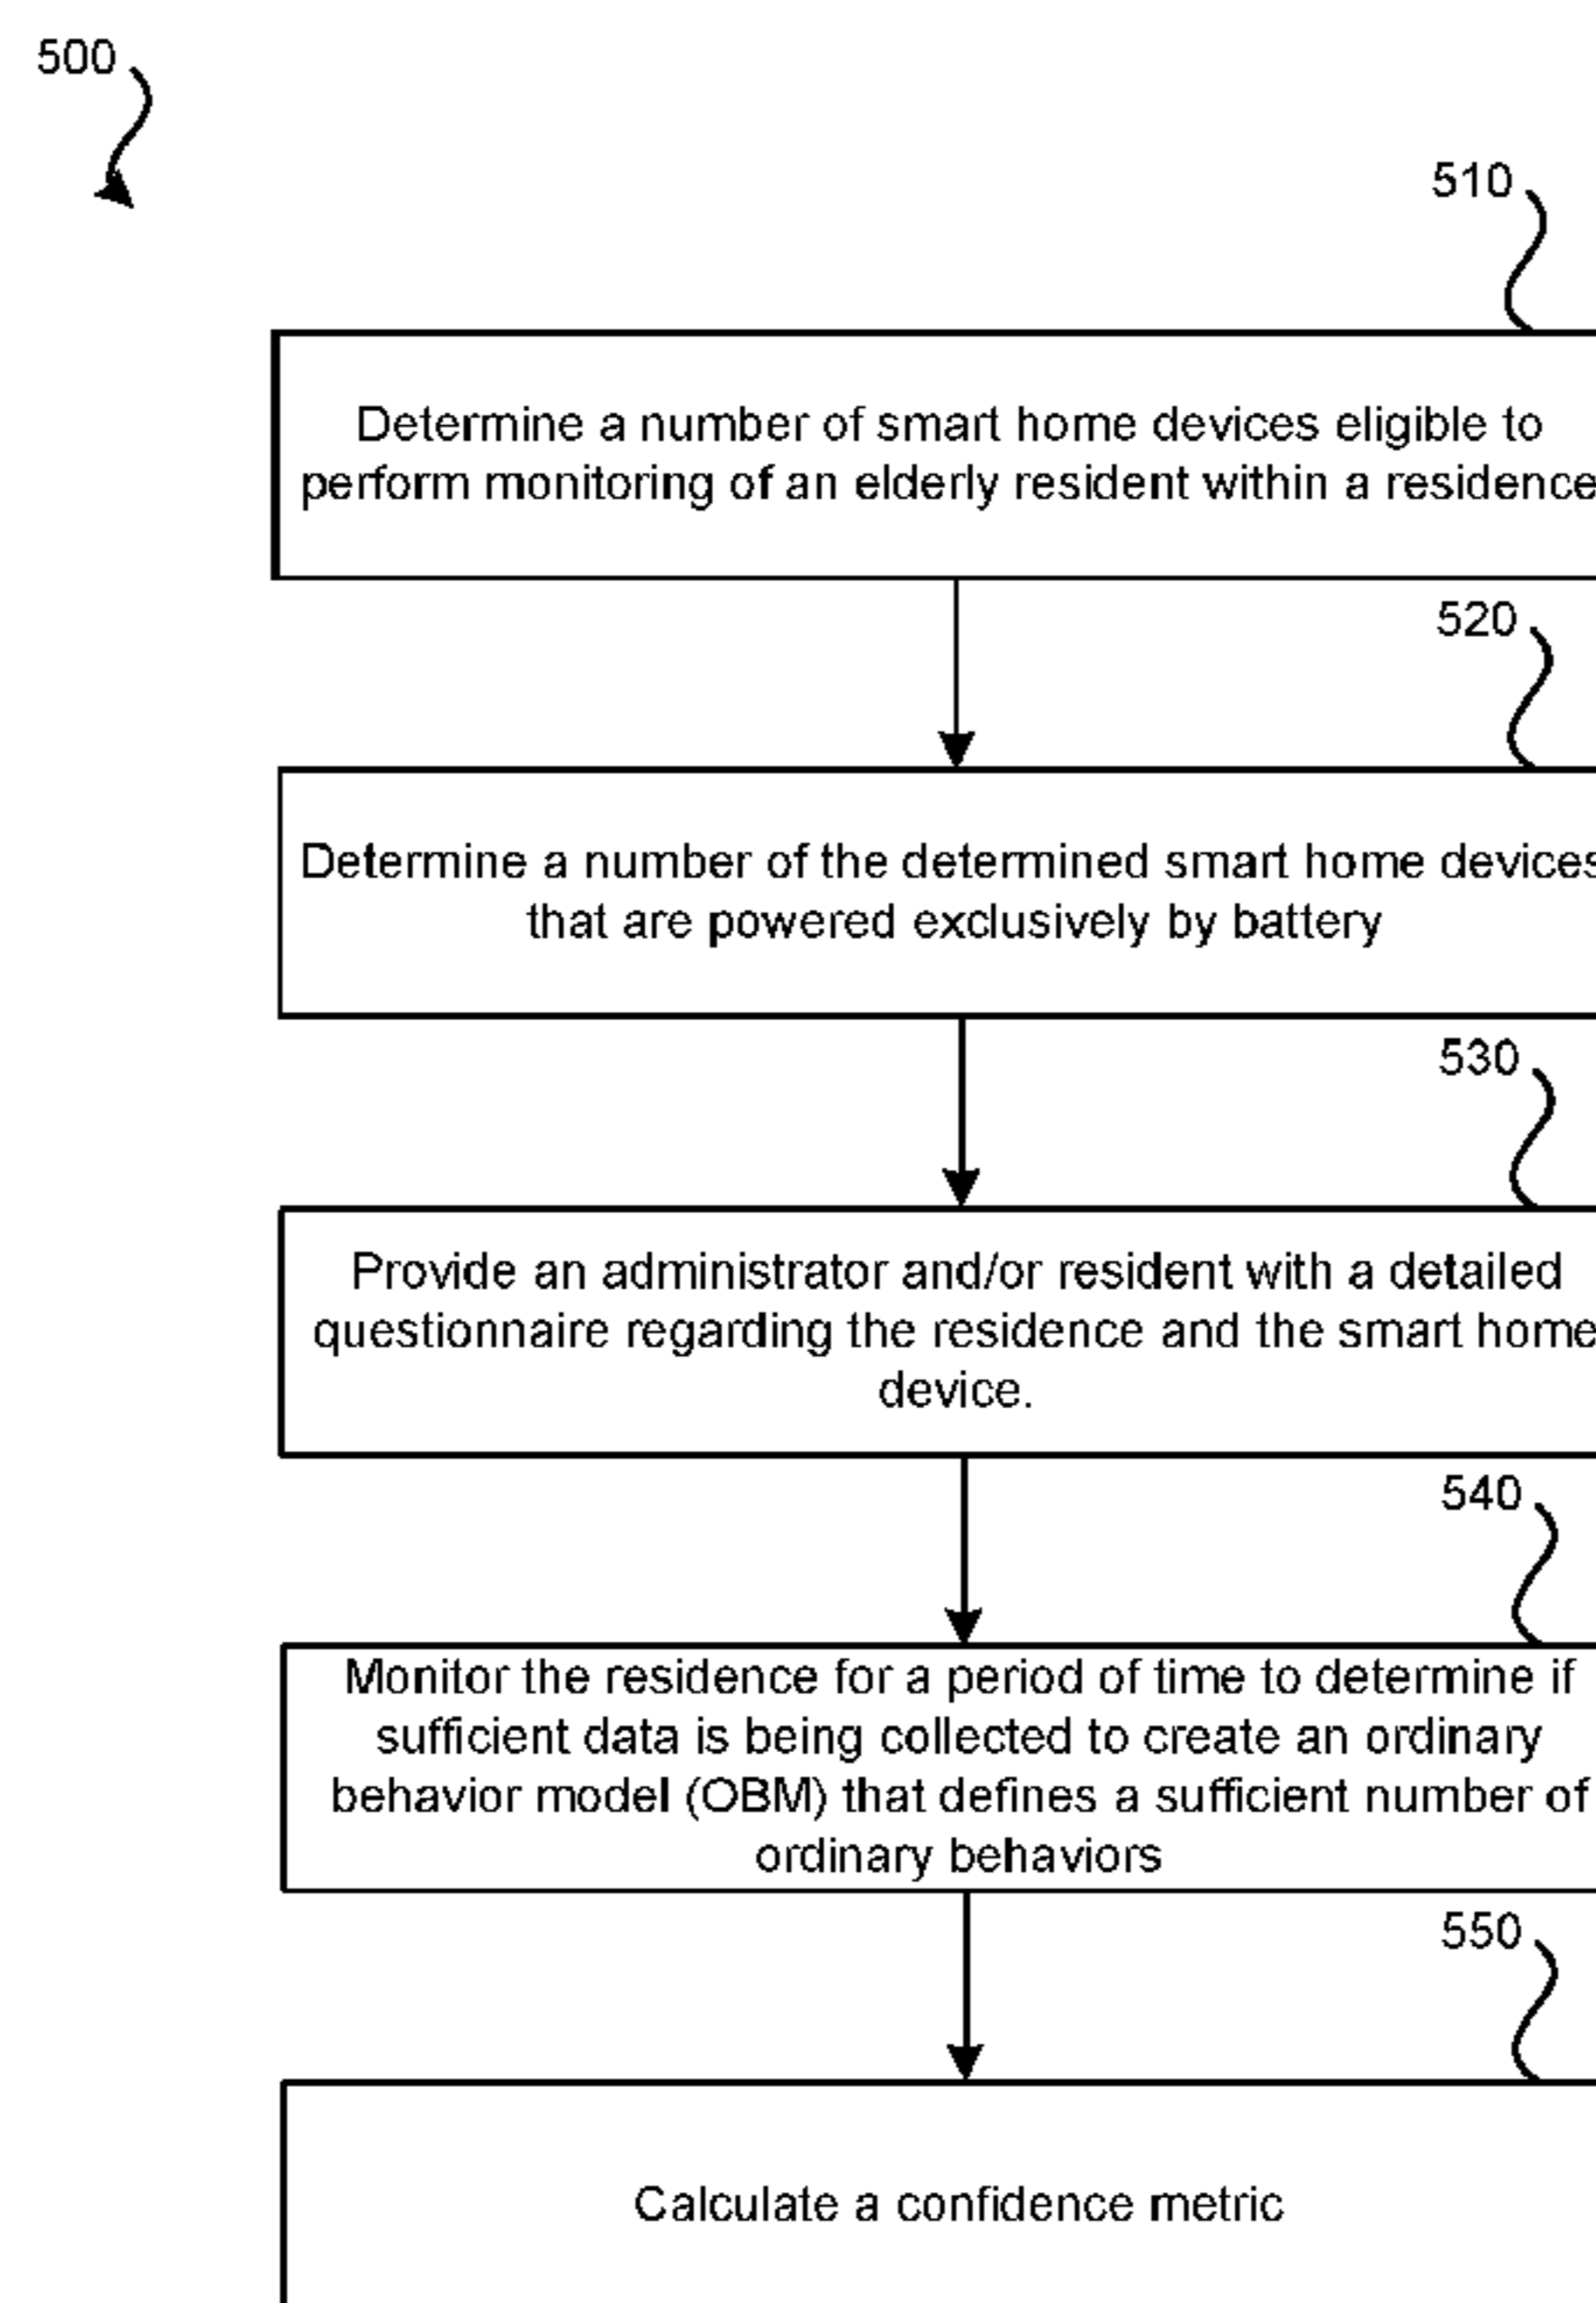 500
510
Determine a number of smart home devices eligible to
perform monitoring of an elderly resident within a residence
520
Determine a number of the determined smart home devices
that are powered exclusively by battery
530
Provide an administrator and/or resident with a detailed
questionnaire regarding the residence and the smart home
device.
540
Monitor the residence for a period of time to determine if
sufficient data is being collected to create an ordinary
behavior model (OBM) that defines a sufficient number of
ordinary behaviors
550
Calculate a confidence metric